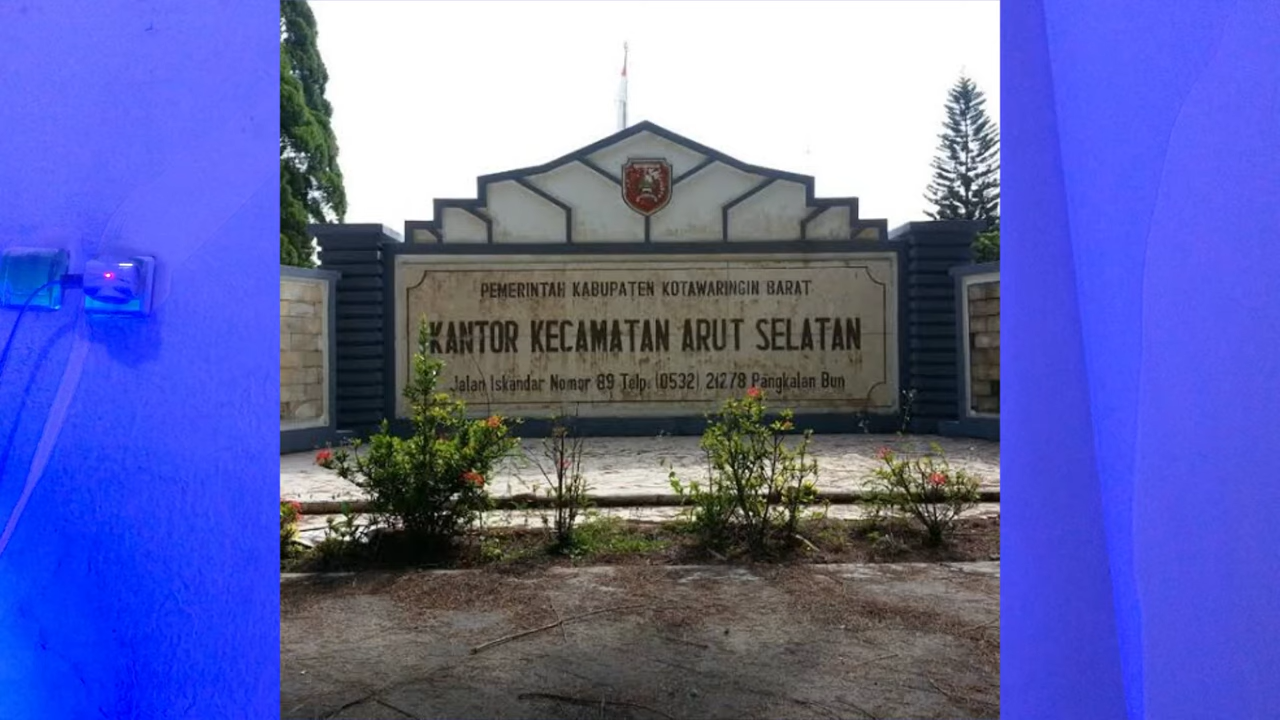 PEMERINTAH KABUPATEN KOTAWARINGIN BARAT
KANTOR KECAMATAN ARUT SELATAN
Jalan Iskandar Nomor 89 Telp. (0532) 21278 Pangkalan Bun